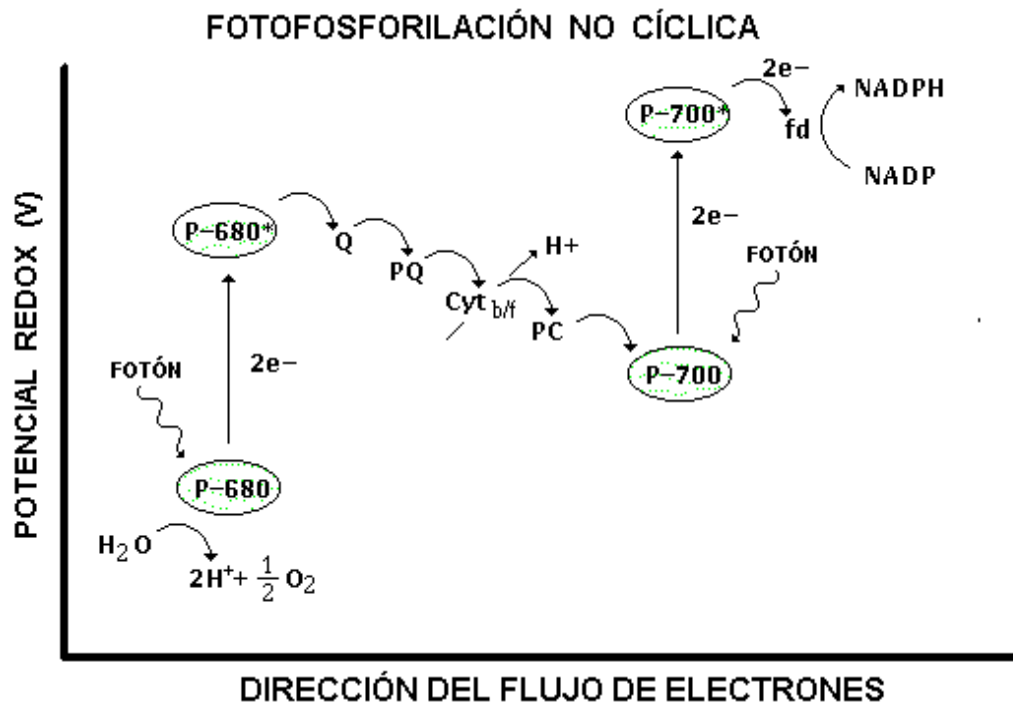 FOTOFOSFORILACIÓN NO CÍCLICA
POTENCIAL REDOX (V)
2e−
NADPH
P−700*
fd
NADP
P−680*
Q
PQ
H+
2e−
FOTÓN
Cyt b/f
PC
FOTÓN
2e−
P−700
P−680
H₂O
2H⁺+ 1/2 O₂
DIRECCIÓN DEL FLUJO DE ELECTRONES